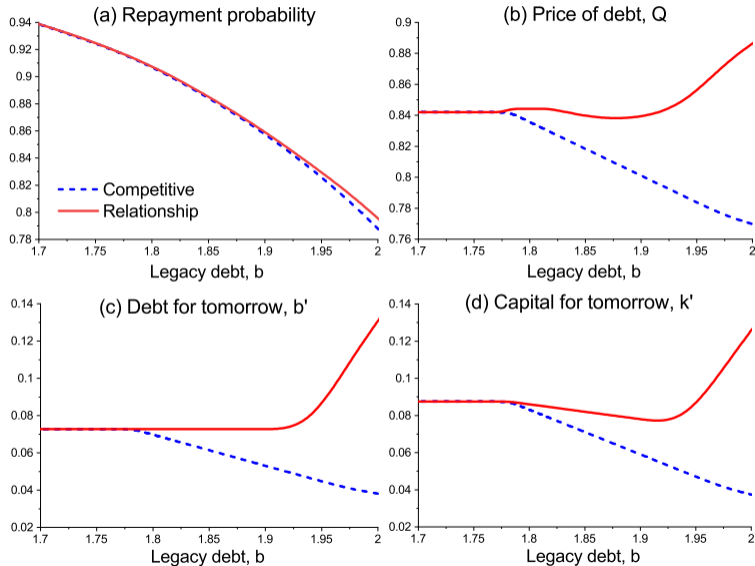 (a) Repayment probability
0.94
0.92
0.9
0.88
0.86
0.84
0.82
0.8
0.78
Competitive
Relationship
1.7 1.75 1.8 1.85 1.9 1.95 2
Legacy debt, b
(b) Price of debt, Q
0.9
0.88
0.86
0.84
0.82
0.8
0.78
0.76
1.7 1.75 1.8 1.85 1.9 1.95 2
Legacy debt, b
(c) Debt for tomorrow, b'
0.14
0.12
0.1
0.08
0.06
0.04
0.02
1.7 1.75 1.8 1.85 1.9 1.95 2
Legacy debt, b
(d) Capital for tomorrow, k'
0.14
0.12
0.1
0.08
0.06
0.04
0.02
1.7 1.75 1.8 1.85 1.9 1.95 2
Legacy debt, b